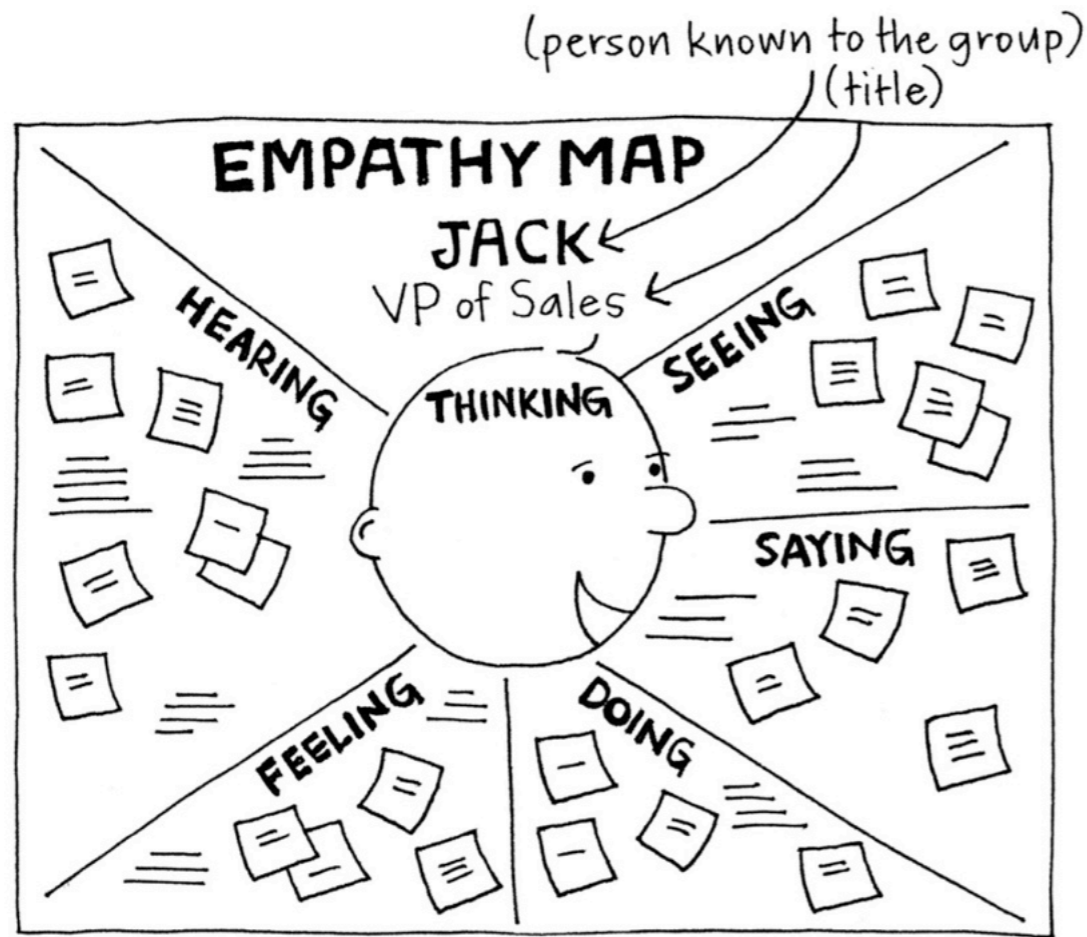 (person known to the group)
(title)
EMPATHY MAP
JACK
VP of Sales
HEARING
THINKING
SEEING
SAYING
FEELING
DOING